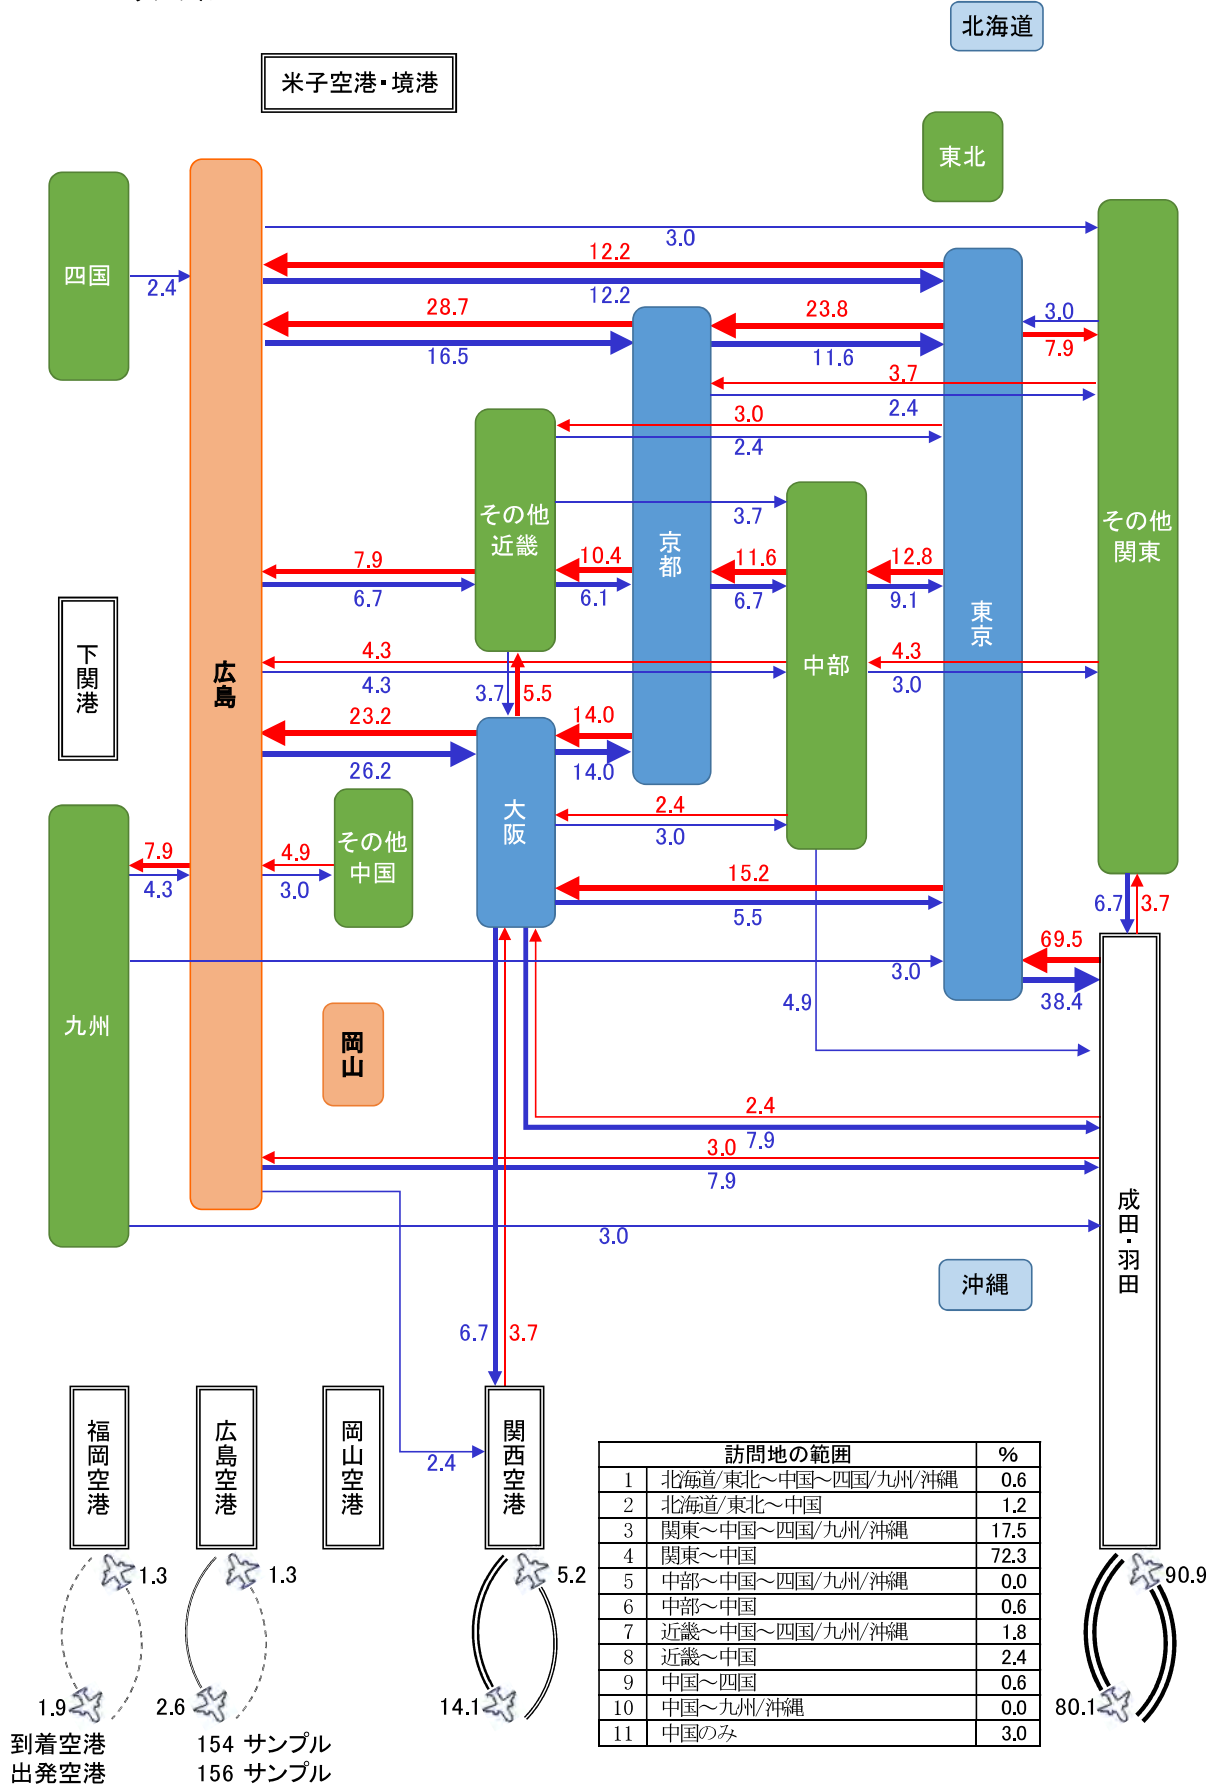 北海道
米子空港・境港
東北
四国
2.4
3.0
12.2
12.2
28.7
16.5
23.8
11.6
3.0
7.9
3.7
2.4
3.0
2.4
その他
近畿
3.7
京都
その他
関東
7.9
6.7
10.4
6.1
11.6
6.7
12.8
9.1
東京
下関港
広島
4.3
4.3
中部
4.3
3.0
3.7
5.5
23.2
26.2
14.0
14.0
大阪
2.4
3.0
その他
中国
7.9
4.3
4.9
3.0
15.2
5.5
6.7
3.7
69.5
38.4
3.0
4.9
九州
岡山
2.4
7.9
3.0
7.9
3.0
成田・羽田
沖縄
6.7
3.7
2.4
福岡空港
広島空港
岡山空港
関西空港
訪問地の範囲 %
1 北海道/東北～中国～四国/九州/沖縄 0.6
2 北海道/東北～中国 1.2
3 関東～中国～四国/九州/沖縄 17.5
4 関東～中国 72.3
5 中部～中国～四国/九州/沖縄 0.0
6 中部～中国 0.6
7 近畿～中国～四国/九州/沖縄 1.8
8 近畿～中国 2.4
9 中国～四国 0.6
10 中国～九州/沖縄 0.0
11 中国のみ 3.0
1.3
1.3
5.2
90.9
1.9
2.6
14.1
80.1
到着空港 154 サンプル
出発空港 156 サンプル